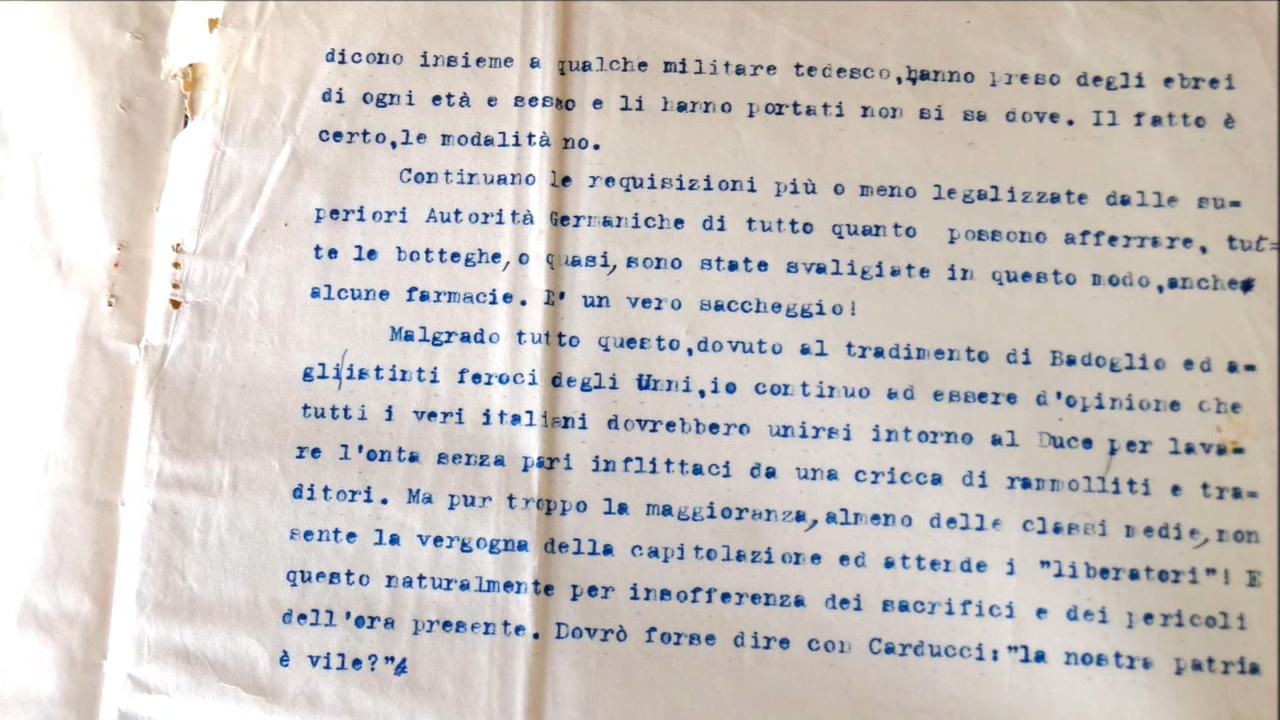 dicono insieme a qualche militare tedesco,hanno preso degli ebrei
di ogni età e sesso e li hanno portati non si sa dove. Il fatto è
certo,le modalità no.
Continuano le requisizioni più o meno legalizzate dalle su=
periori Autorità Germaniche di tutto quanto possono afferrare, tut=
te le botteghe,o quasi,sono state svaligiate in questo modo,anche
alcune farmacie. E' un vero saccheggio!
Malgrado tutto questo,dovuto al tradimento di Badoglio ed a=
gli istinti feroci degli Unni,io continuo ad essere d'opinione che
tutti i veri italiani dovrebbero unirsi intorno al Duce per lava=
re l'onta senza pari inflittaci da una cricca di rammolliti e tra=
ditori. Ma pur troppo la maggioranza,almeno delle classi medie,non
sente la vergogna della capitolazione ed attende i "liberatori"! E
questo naturalmente per insofferenza dei sacrifici e dei pericoli
dell'ora presente. Dovrò forse dire con Carducci:"la nostra patria
è vile?"